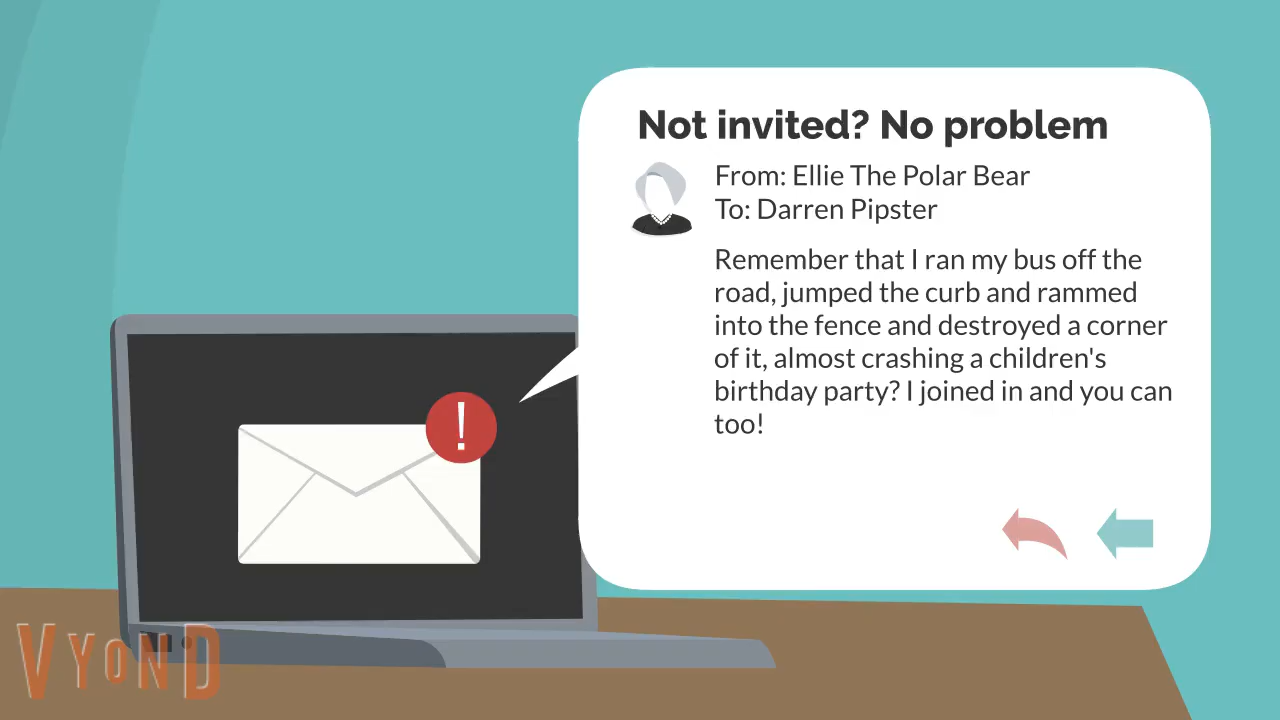 Not invited? No problem
From: Ellie The Polar Bear
To: Darren Pipster
Remember that I ran my bus off the
road, jumped the curb and rammed
into the fence and destroyed a corner
of it, almost crashing a children's
birthday party? I joined in and you can
too!
!
VYOND